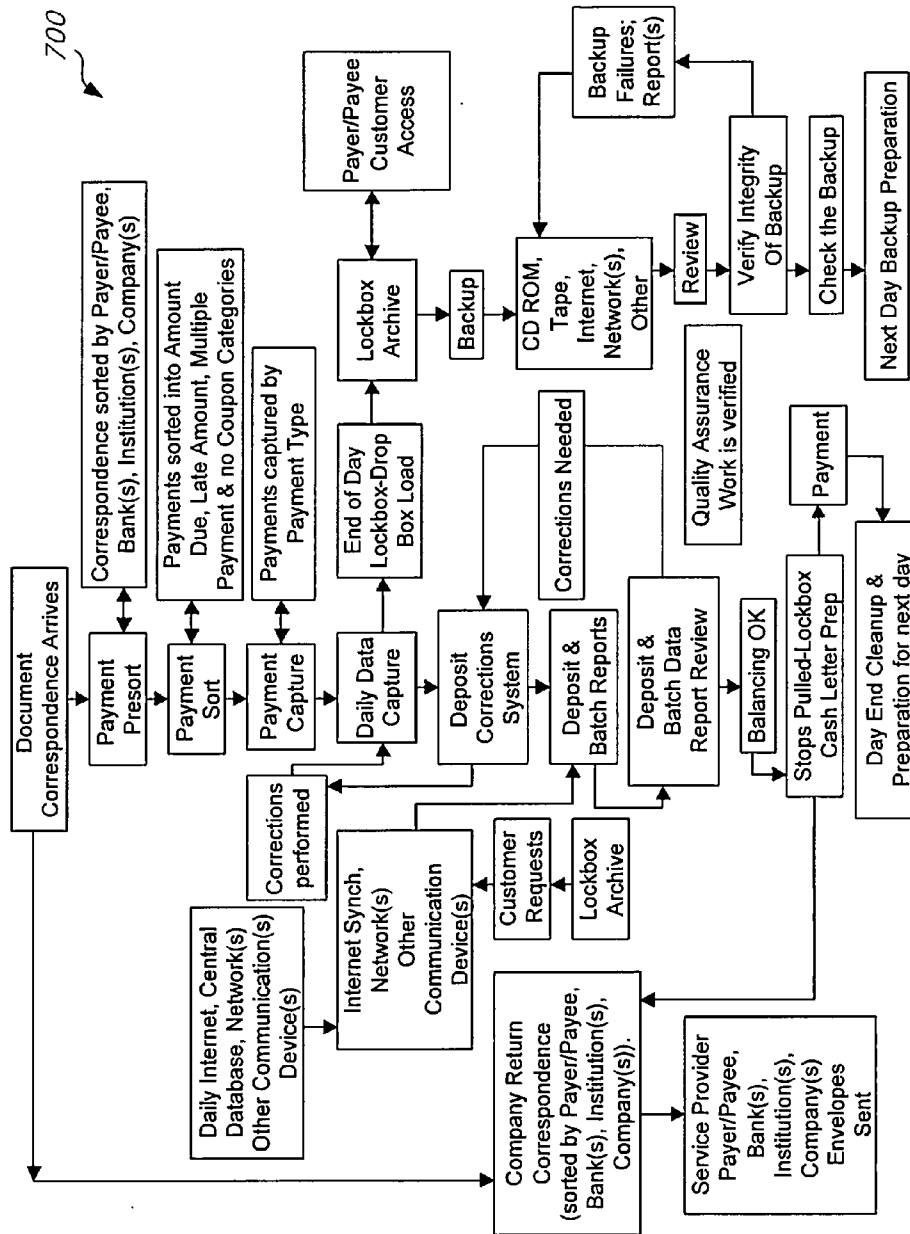 700
Document
Correspondence Arrives
Payment
Presort
Correspondence sorted by Payer/Payee,
Bank(s), Institution(s), Company(s)
Payment
Sort
Payments sorted into Amount
Due, Late Amount, Multiple
Payment & no Coupon Categories
Payment
Capture
Payments captured by
Payment Type
Corrections
performed
Daily Data
Capture
End of Day
Lockbox-Drop
Box Load
Lockbox
Archive
Payer/Payee
Customer
Access
Daily Internet, Central
Database, Network(s)
Other Communication(s)
Device(s)
Internet Synch,
Network(s)
Other
Communication
Device(s)
Deposit
Corrections
System
Corrections Needed
Backup
Customer
Requests
Lockbox
Archive
Deposit &
Batch Reports
CD ROM,
Tape,
Internet,
Network(s),
Other
Backup
Failures;
Report(s)
Deposit &
Batch Data
Report Review
Quality Assurance
Work is verified
Review
Company Return
Correspondence
(sorted by Payer/Payee,
Bank(s), Institution(s),
Company(s)).
Balancing OK
Verify Integrity
Of Backup
Stops Pulled-Lockbox
Cash Letter Prep
Payment
Check the Backup
Service Provider
Payer/Payee,
Bank(s),
Institution(s),
Company(s)
Envelopes
Sent
Day End Cleanup &
Preparation for next day
Next Day Backup Preparation